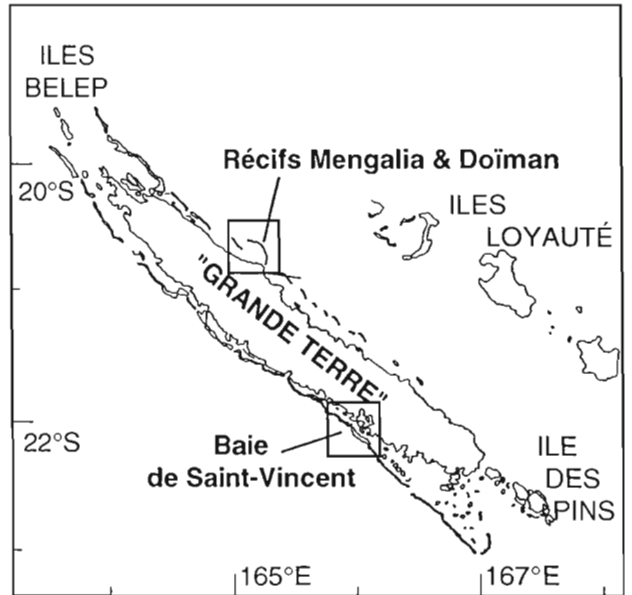 ILES
BELEP
Récifs Mengalia & Doïman
20°S
ILES
LOYAUTÉ
"GRANDE TERRE"
22°S
Baie
de Saint-Vincent
ILE
DES
PINS
165°E
167°E